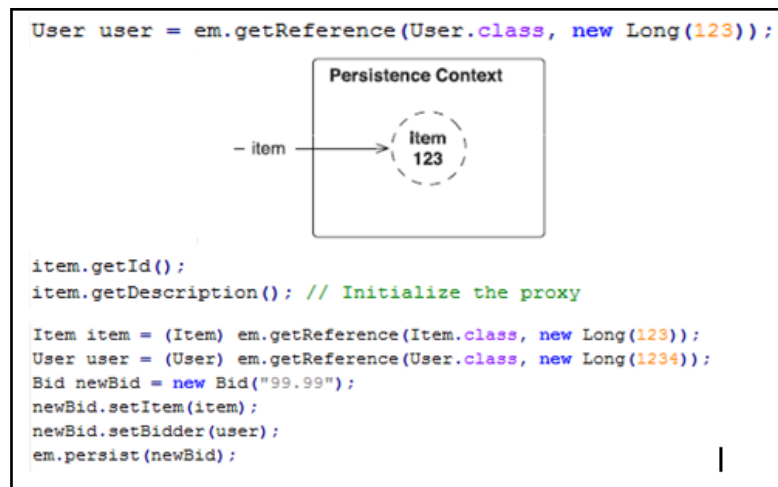 User user = em.getReference(User.class, new Long(123));
Persistence Context
– item
item
123
item.getId();
item.getDescription(); // Initialize the proxy
Item item = (Item) em.getReference(Item.class, new Long(123));
User user = (User) em.getReference(User.class, new Long(1234));
Bid newBid = new Bid("99.99");
newBid.setItem(item);
newBid.setBidder(user);
em.persist(newBid);